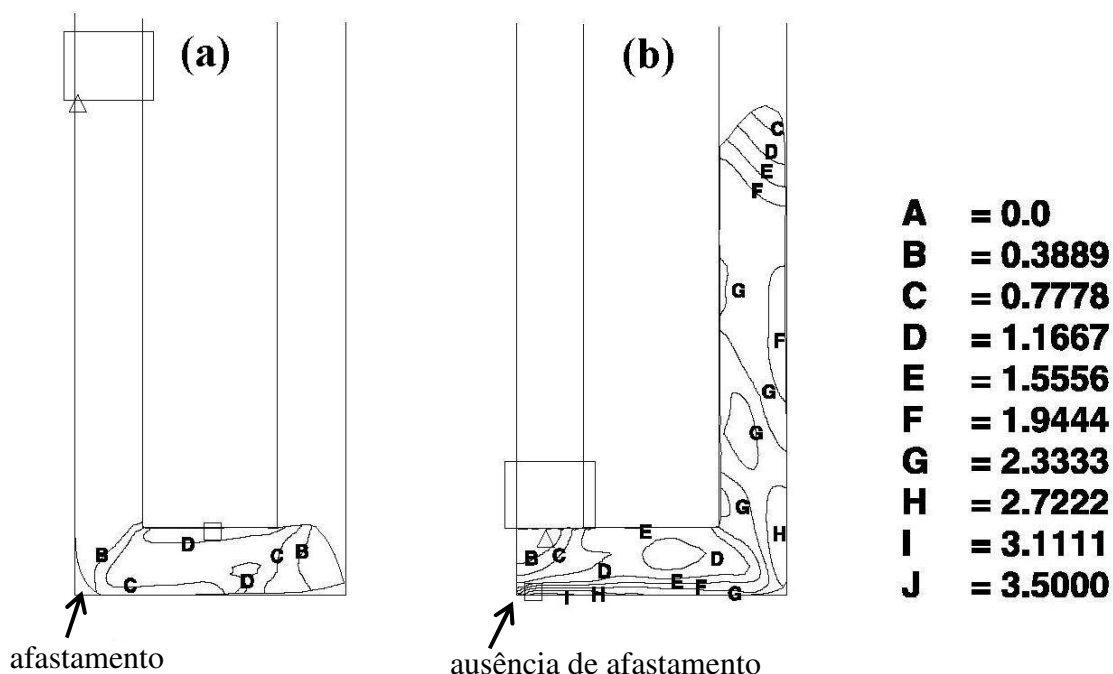 (a)
(b)
C
D
E
F
G
F
G
G
G
H
B
C
D
C
D
B
B
C
D
E
D
E
F
G
I
H
A = 0.0
B = 0.3889
C = 0.7778
D = 1.1667
E = 1.5556
F = 1.9444
G = 2.3333
H = 2.7222
I = 3.1111
J = 3.5000
afastamento
ausência de afastamento